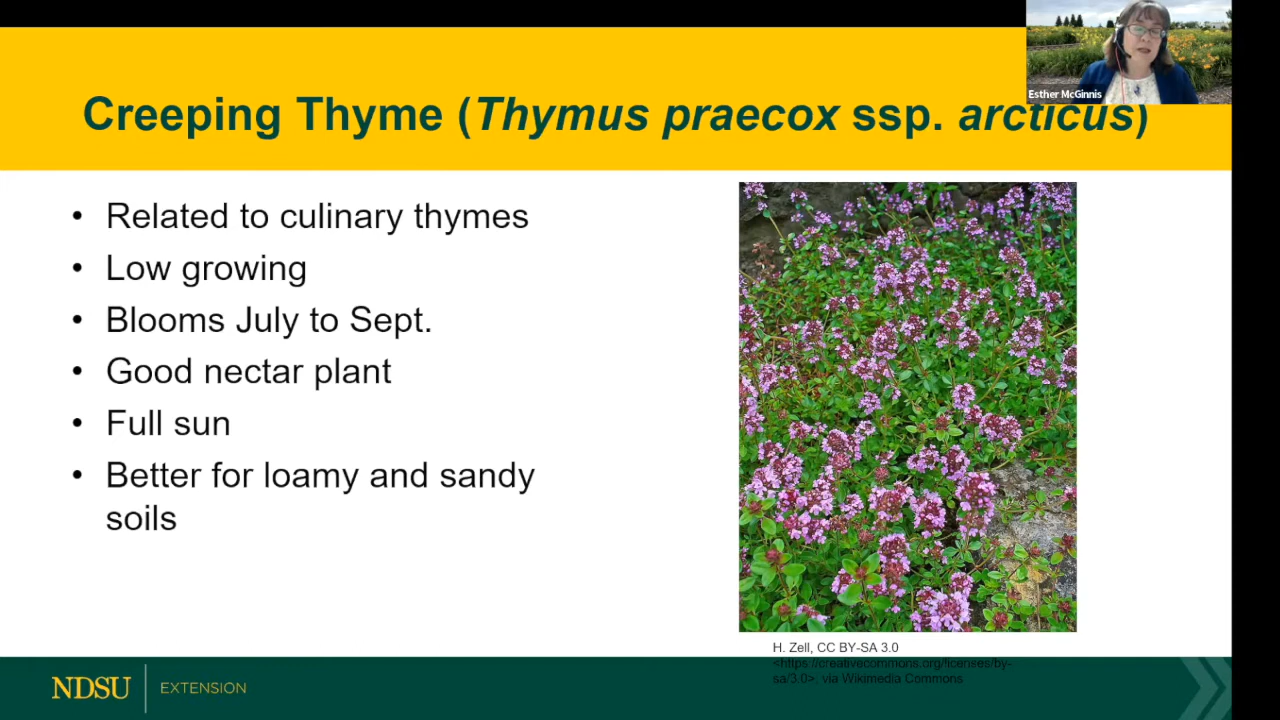 Esther McGinnis
Creeping Thyme (Thymus praecox ssp. arcticus)
• Related to culinary thymes
• Low growing
• Blooms July to Sept.
• Good nectar plant
• Full sun
• Better for loamy and sandy
soils
H. Zell, CC BY-SA 3.0
<https://creativecommons.org/licenses/by-
sa/3.0>, via Wikimedia Commons
NDSU EXTENSION